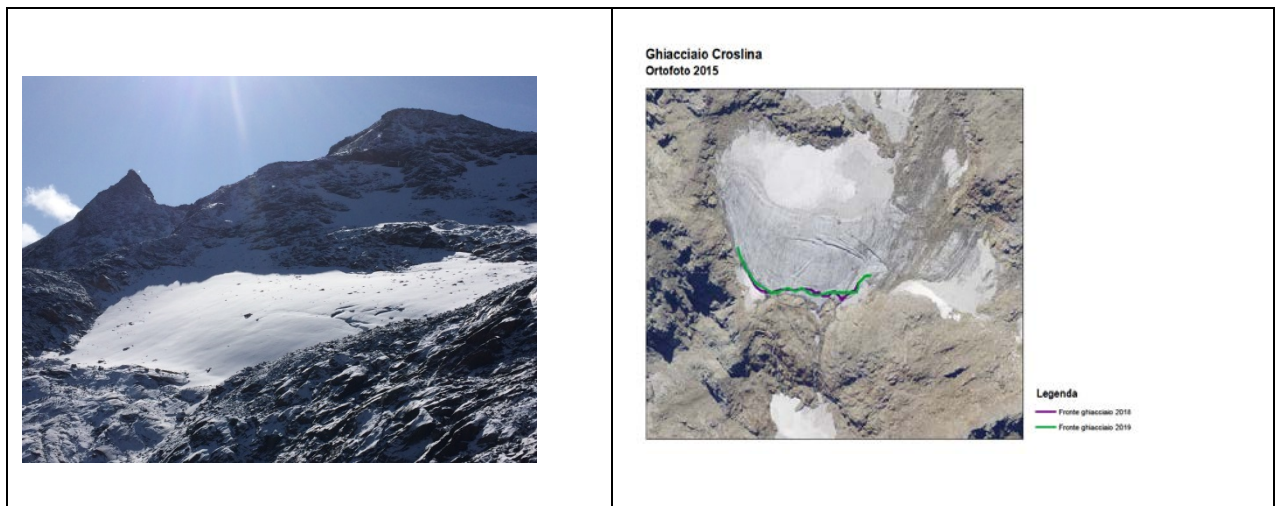 Ghiacciaio Croslina
Ortofoto 2015
Legenda
Fronte ghiacciaio 2018
Fronte ghiacciaio 2019